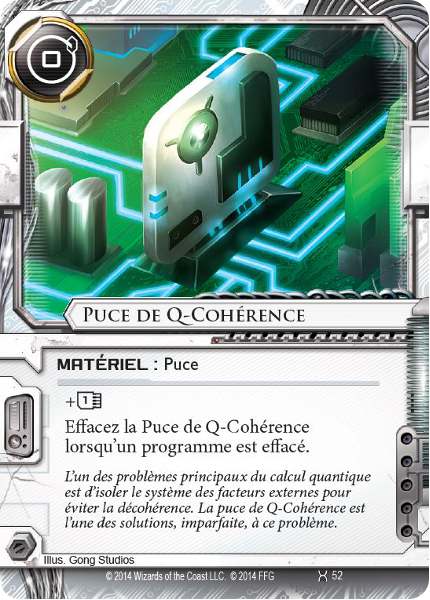 PUCE DE Q-COHÉRENCE
MATÉRIEL : Puce
+1
Effacez la Puce de Q-Cohérence
lorsqu'un programme est effacé.
L'un des problèmes principaux du calcul quantique
est d'isoler le système des facteurs externes pour
éviter la décohérence. La puce de Q-Cohérence est
l'une des solutions, imparfaite, à ce problème.
Illus. Gong Studios
© 2014 Wizards of the Coast LLC. © 2014 FFG 52